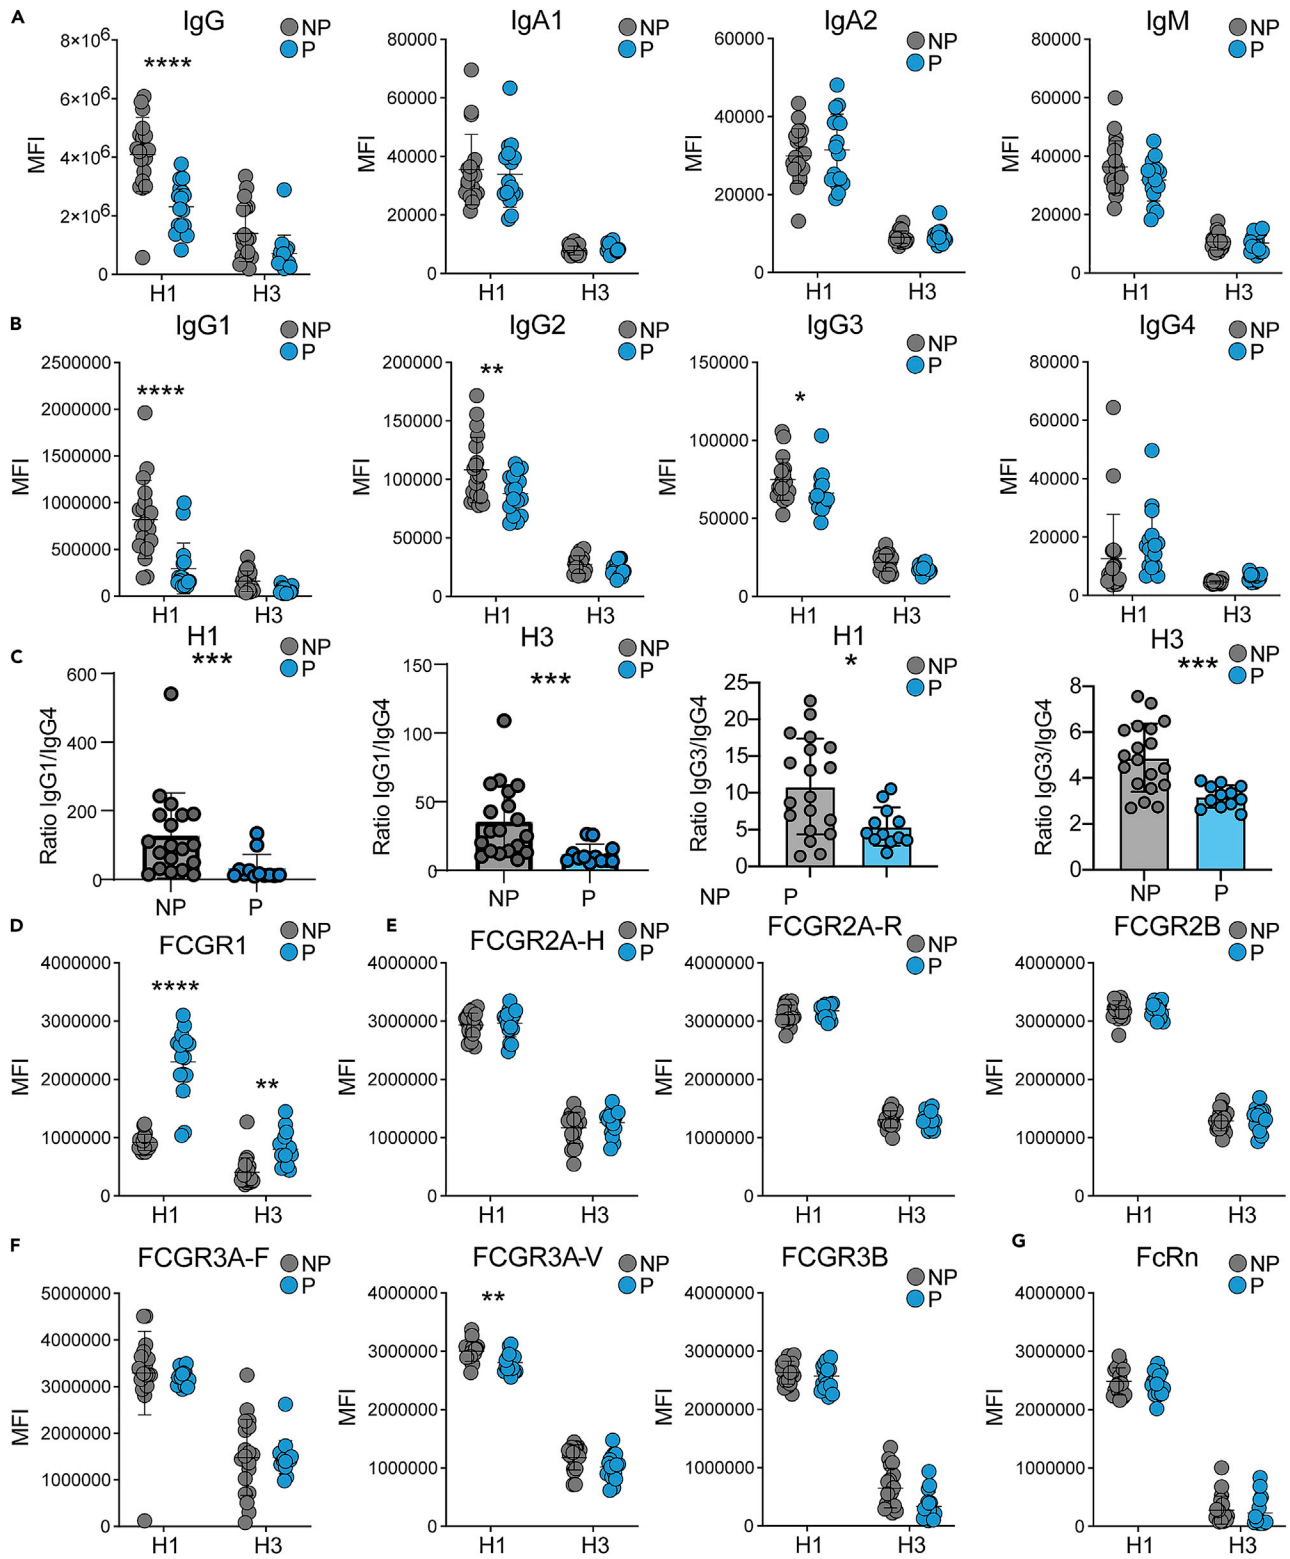 A
IgG
NP
P
8×10⁶
6×10⁶
4×10⁶
2×10⁶
0
MFI
****
H1
H3
IgA1
NP
P
80000
60000
40000
20000
0
MFI
H1
H3
IgA2
NP
P
60000
40000
20000
0
MFI
H1
H3
IgM
NP
P
80000
60000
40000
20000
0
MFI
H1
H3
B
IgG1
NP
P
2500000
2000000
1500000
1000000
500000
0
MFI
****
H1
H3
IgG2
NP
P
200000
150000
100000
50000
0
MFI
**
H1
H3
IgG3
NP
P
150000
100000
50000
0
MFI
*
H1
H3
IgG4
NP
P
80000
60000
40000
20000
0
MFI
H1
H3
C
H1
NP
P
***
600
400
200
0
Ratio IgG1/IgG4
NP
P
H3
NP
P
***
150
100
50
0
Ratio IgG1/IgG4
NP
P
H1
NP
P
*
25
20
15
10
5
0
Ratio IgG3/IgG4
NP
P
H3
NP
P
***
8
6
4
2
0
Ratio IgG3/IgG4
NP
P
D
FCGR1
NP
P
4000000
3000000
2000000
1000000
0
MFI
****
**
H1
H3
E
FCGR2A-H
NP
P
4000000
3000000
2000000
1000000
0
MFI
H1
H3
FCGR2A-R
NP
P
4000000
3000000
2000000
1000000
0
MFI
H1
H3
FCGR2B
NP
P
4000000
3000000
2000000
1000000
0
MFI
H1
H3
F
FCGR3A-F
NP
P
5000000
4000000
3000000
2000000
1000000
0
MFI
H1
H3
FCGR3A-V
NP
P
4000000
3000000
2000000
1000000
0
MFI
**
H1
H3
FCGR3B
NP
P
4000000
3000000
2000000
1000000
0
MFI
H1
H3
G
FcRn
NP
P
4000000
3000000
2000000
1000000
0
MFI
H1
H3